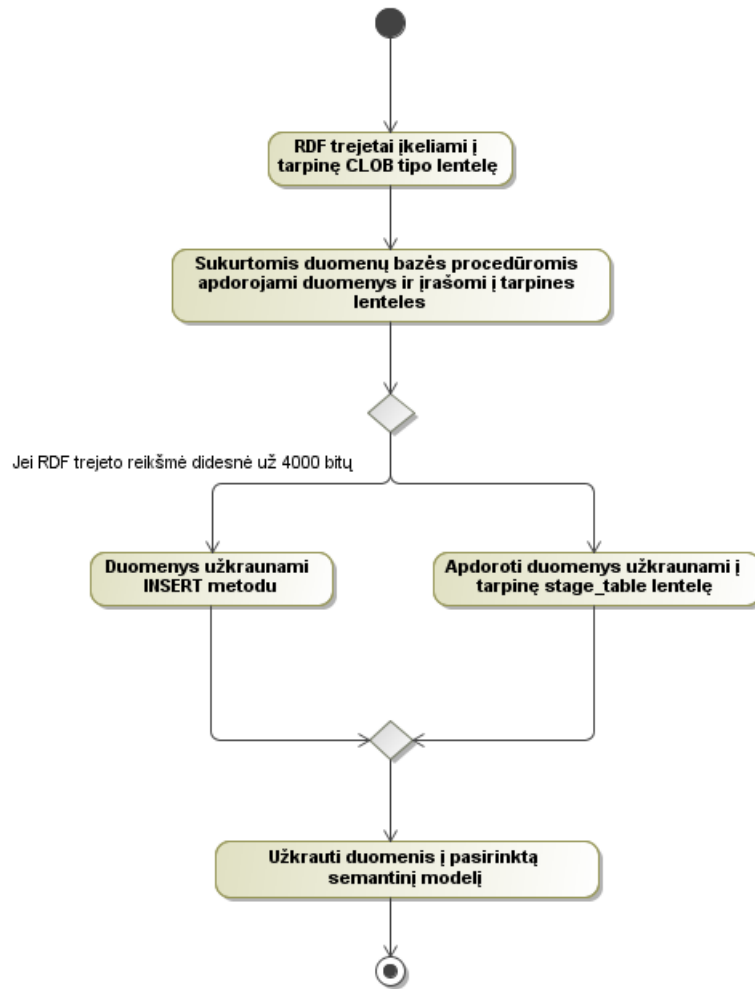 RDF trejetai įkeliami į
tarpinę CLOB tipo lentelę
Sukurtomis duomenų bazės procedūromis
apdorojami duomenys ir įrašomi į tarpines
lenteles
Jei RDF trejeto reikšmė didesnė už 4000 bitų
Duomenys užkraunami
INSERT metodu
Apdoroti duomenys užkraunami į
tarpinę stage_table lentelę
Užkrauti duomenis į pasirinktą
semantinį modelį